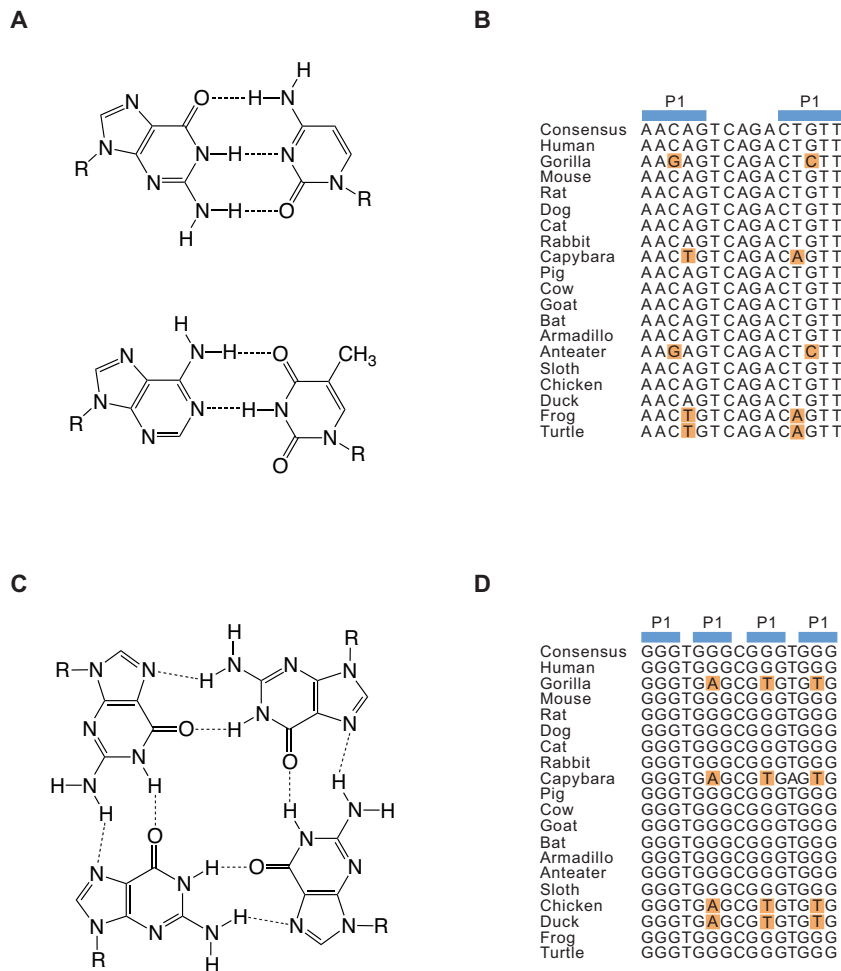 A
H
N O H N
N N H N
R N N
N H O R
H
H
N N H O CH3
N N H N
R N N R
O
B
P1 P1
Consensus AACAGTCAGACTGTT
Human AACAGTCAGACTGTT
Gorilla AAGAGTCAGACTCTT
Mouse AACAGTCAGACTGTT
Rat AACAGTCAGACTGTT
Dog AACAGTCAGACTGTT
Cat AACAGTCAGACTGTT
Rabbit AACAGTCAGACTGTT
Capybara AACTGTCAGACAGTT
Pig AACAGTCAGACTGTT
Cow AACAGTCAGACTGTT
Goat AACAGTCAGACTGTT
Bat AACAGTCAGACTGTT
Armadillo AACAGTCAGACTGTT
Anteater AAGAGTCAGACTCTT
Sloth AACAGTCAGACTGTT
Chicken AACAGTCAGACTGTT
Duck AACAGTCAGACTGTT
Frog AACTGTCAGACAGTT
Turtle AACTGTCAGACAGTT
C
H R
R N N N N N
H
N O H N N
N O
H N H H N H
H H
O N N
N N H O N
N N H N N R
R H
D
P1 P1 P1 P1
Consensus GGGTGGGCGGGTGGG
Human GGGTGGGCGGGTGGG
Gorilla GGGTGAGCGTGTGTG
Mouse GGGTGGGCGGGTGGG
Rat GGGTGGGCGGGTGGG
Dog GGGTGGGCGGGTGGG
Cat GGGTGGGCGGGTGGG
Rabbit GGGTGGGCGGGTGGG
Capybara GGGTGAGCGTGAGTG
Pig GGGTGGGCGGGTGGG
Cow GGGTGGGCGGGTGGG
Goat GGGTGGGCGGGTGGG
Bat GGGTGGGCGGGTGGG
Armadillo GGGTGGGCGGGTGGG
Anteater GGGTGGGCGGGTGGG
Sloth GGGTGGGCGGGTGGG
Chicken GGGTGAGCGTGTGTG
Duck GGGTGAGCGTGTGTG
Frog GGGTGGGCGGGTGGG
Turtle GGGTGGGCGGGTGGG